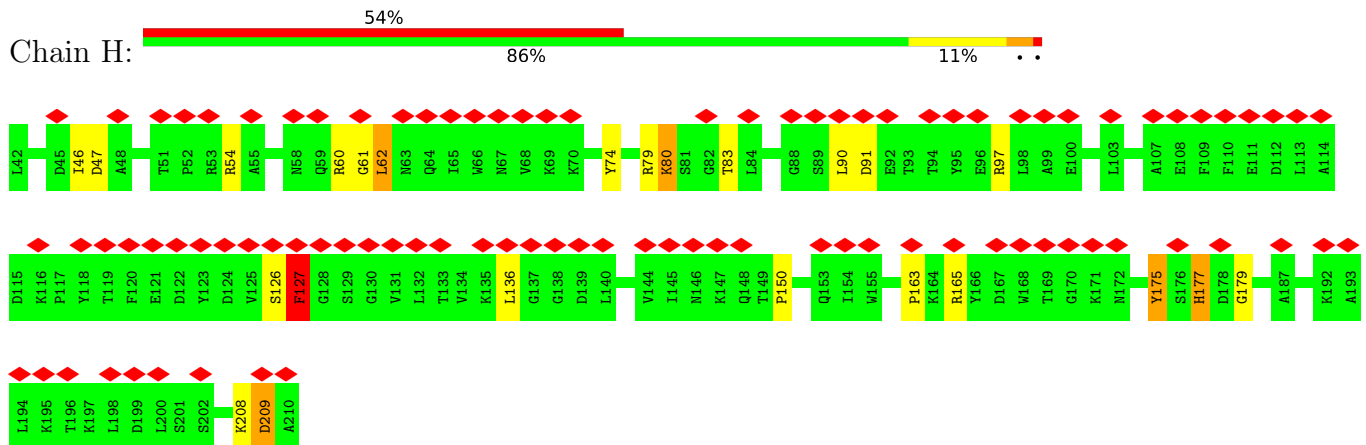 54%
Chain H:
86% 11% • •
L42 D45 I46 D47 A48 T51 P52 R53 R54 A55 N58 Q59 R60 G61 L62 N63 Q64 I65 W66 N67 V68 K69 K70 Y74 R79 K80 S81 G82 T83 L84 G88 S89 L90 D91 E92 T93 T94 Y95 E96 R97 L98 A99 E100 L103 A107 E108 F109 F110 E111 D112 L113 A114
D115 K116 P117 Y118 T119 F120 E121 D122 Y123 D124 V125 S126 F127 G128 S129 G130 V131 L132 T133 V134 K135 L136 G137 G138 D139 L140 V144 I145 N146 K147 Q148 T149 P150 Q153 I154 W155 P163 K164 R165 Y166 D167 W168 T169 G170 K171 N172 Y175 S176 H177 D178 G179 A187 K192 A193
L194 K195 T196 K197 L198 D199 L200 S201 S202 K208 D209 A210